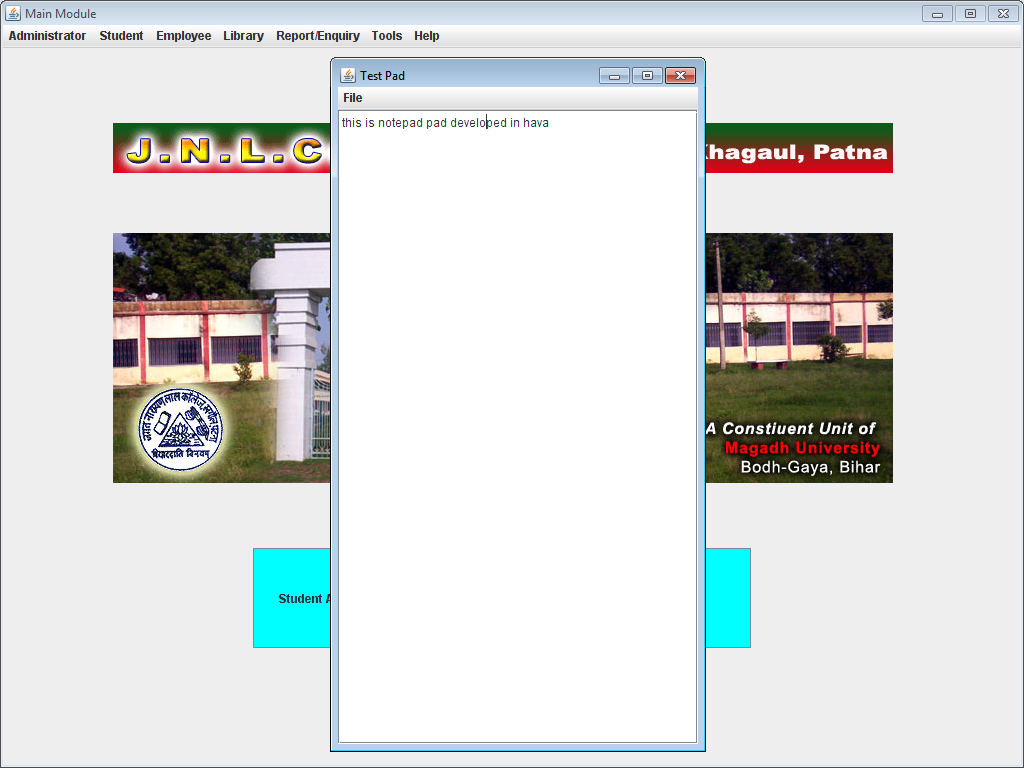 Main Module
Administrator Student Employee Library Report/Enquiry Tools Help
Test Pad
File
this is notepad pad developed in hava
J.N.L.C
Khagaul, Patna
A Constiuent Unit of
Magadh University
Bodh-Gaya, Bihar
Student A